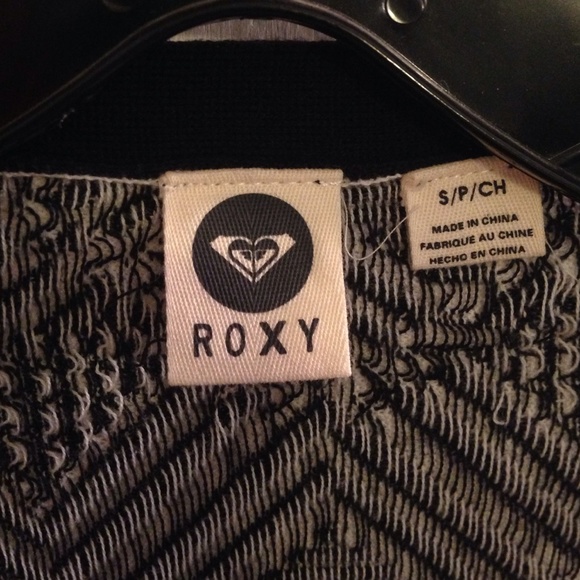 ROXY
S/P/CH
MADE IN CHINA
FABRIQUE AU CHINE
HECHO EN CHINA